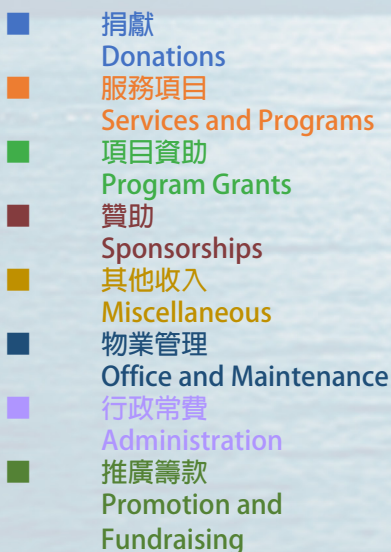 捐獻
Donations
服務項目
Services and Programs
項目資助
Program Grants
贊助
Sponsorships
其他收入
Miscellaneous
物業管理
Office and Maintenance
行政常費
Administration
推廣籌款
Promotion and
Fundraising